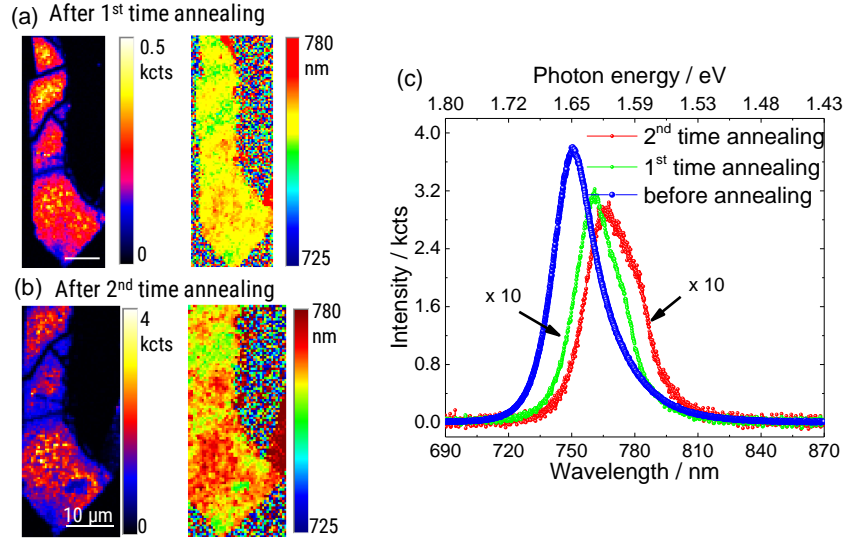 (a) After 1st time annealing
0.5
kcts
0
780
nm
725
(b) After 2nd time annealing
10 μm
4
kcts
0
780
nm
725
(c)
Photon energy / eV
1.80 1.72 1.65 1.59 1.53 1.48 1.43
4.0
3.2
2.4
1.6
0.8
0.0
Intensity / kcts
2nd time annealing
1st time annealing
before annealing
x 10
x 10
690 720 750 780 810 840 870
Wavelength / nm